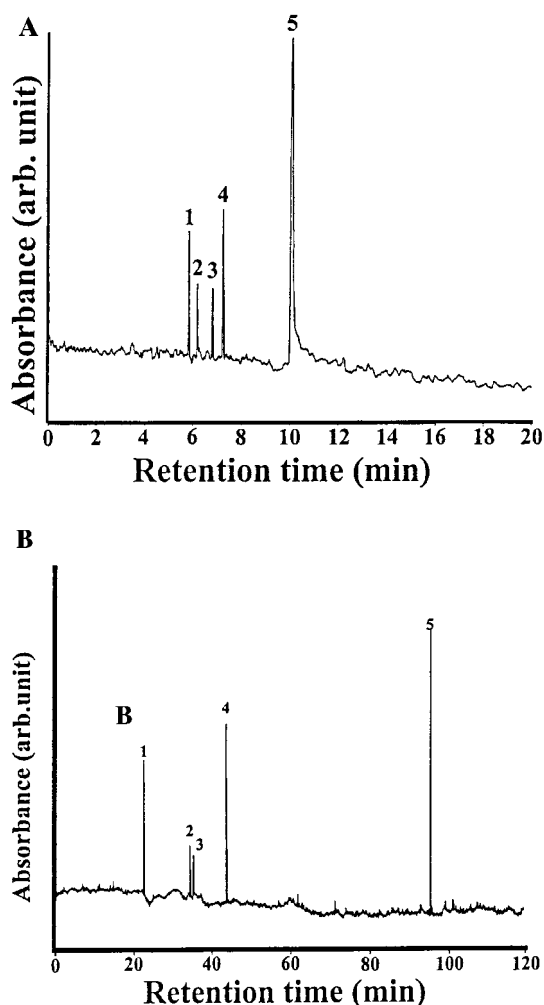 A
5
4
1
2
3
Absorbance (arb. unit)
0 2 4 6 8 10 12 14 16 18 20
Retention time (min)
B
5
B
4
1
2
3
Absorbance (arb.unit)
0 20 40 60 80 100 120
Retention time (min)